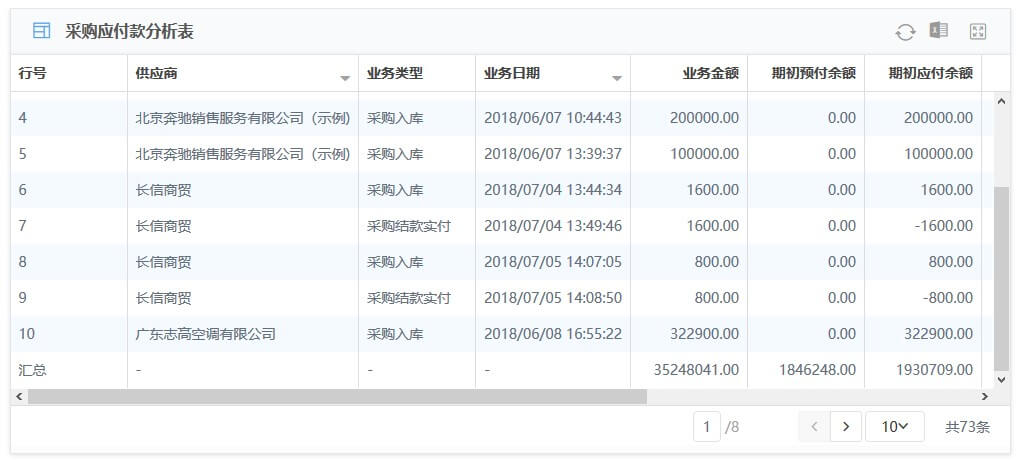 采购应付款分析表
行号 供应商 业务类型 业务日期 业务金额 期初预付余额 期初应付余额
4 北京奔驰销售服务有限公司（示例) 采购入库 2018/06/07 10:44:43 200000.00 0.00 200000.00
5 北京奔驰销售服务有限公司（示例) 采购入库 2018/06/07 13:39:37 100000.00 0.00 100000.00
6 长信商贸 采购入库 2018/07/04 13:44:34 1600.00 0.00 1600.00
7 长信商贸 采购结款实付 2018/07/04 13:49:46 1600.00 0.00 -1600.00
8 长信商贸 采购入库 2018/07/05 14:07:05 800.00 0.00 800.00
9 长信商贸 采购结款实付 2018/07/05 14:08:50 800.00 0.00 -800.00
10 广东志高空调有限公司 采购入库 2018/06/08 16:55:22 322900.00 0.00 322900.00
汇总 - - - 35248041.00 1846248.00 1930709.00
1 /8 10 共73条